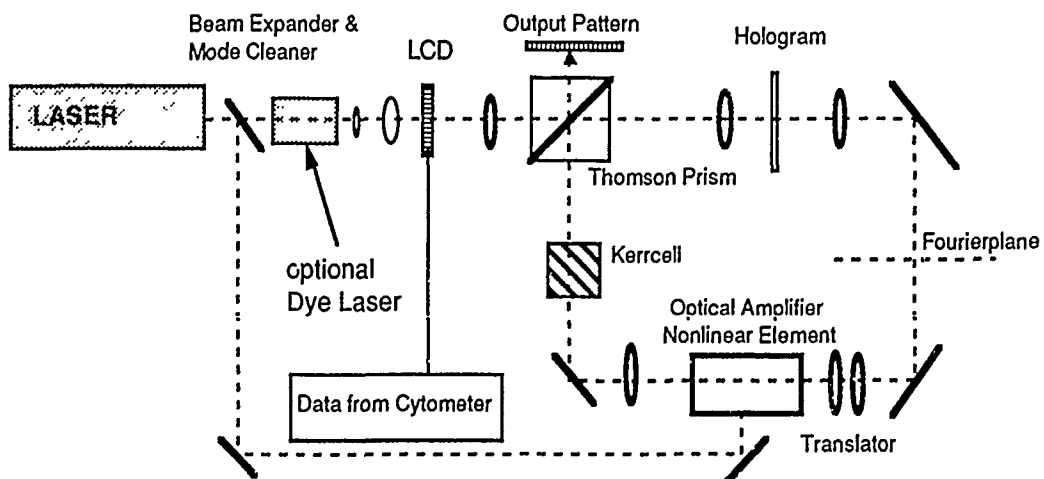 Beam Expander &
Mode Cleaner
LCD
Output Pattern
Hologram
LASER
Thomson Prism
Kerrcell
Fourierplane
optional
Dye Laser
Optical Amplifier
Nonlinear Element
Data from Cytometer
Translator